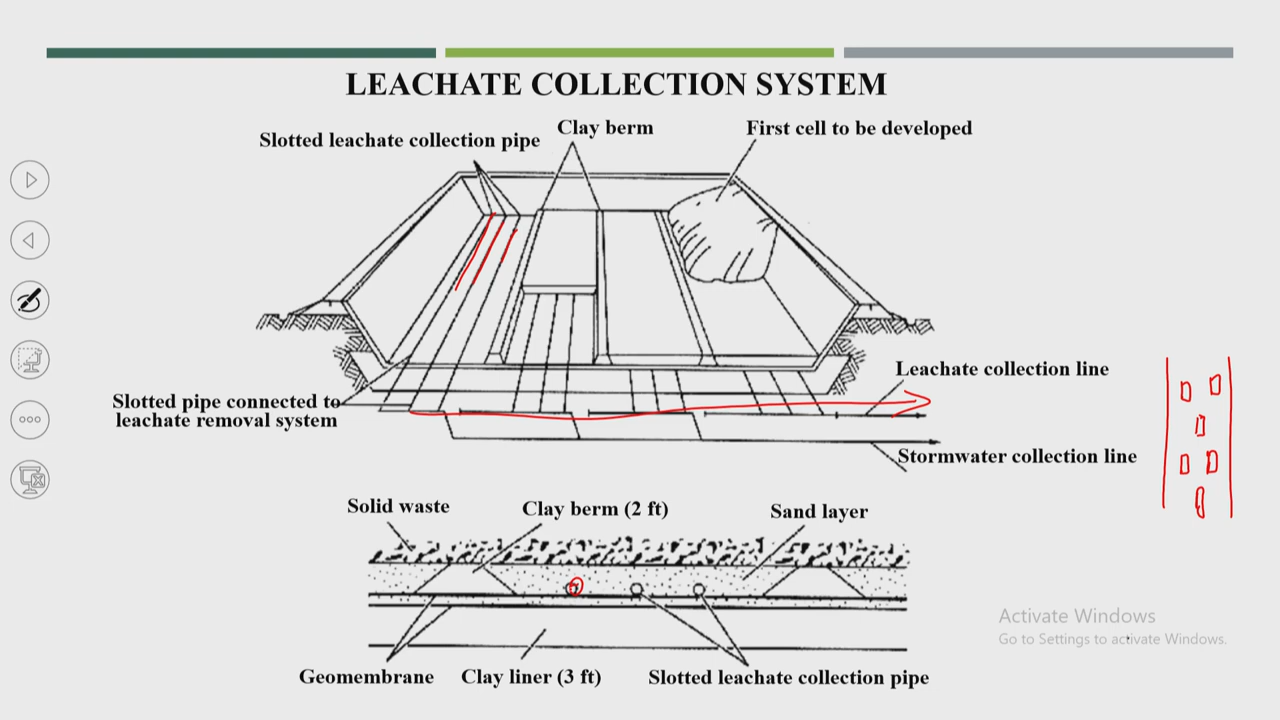 LEACHATE COLLECTION SYSTEM
Clay berm
First cell to be developed
Slotted leachate collection pipe
Leachate collection line
Slotted pipe connected to
leachate removal system
Stormwater collection line
Solid waste
Clay berm (2 ft)
Sand layer
Geomembrane
Clay liner (3 ft)
Slotted leachate collection pipe
Activate Windows
Go to Settings to activate Windows.